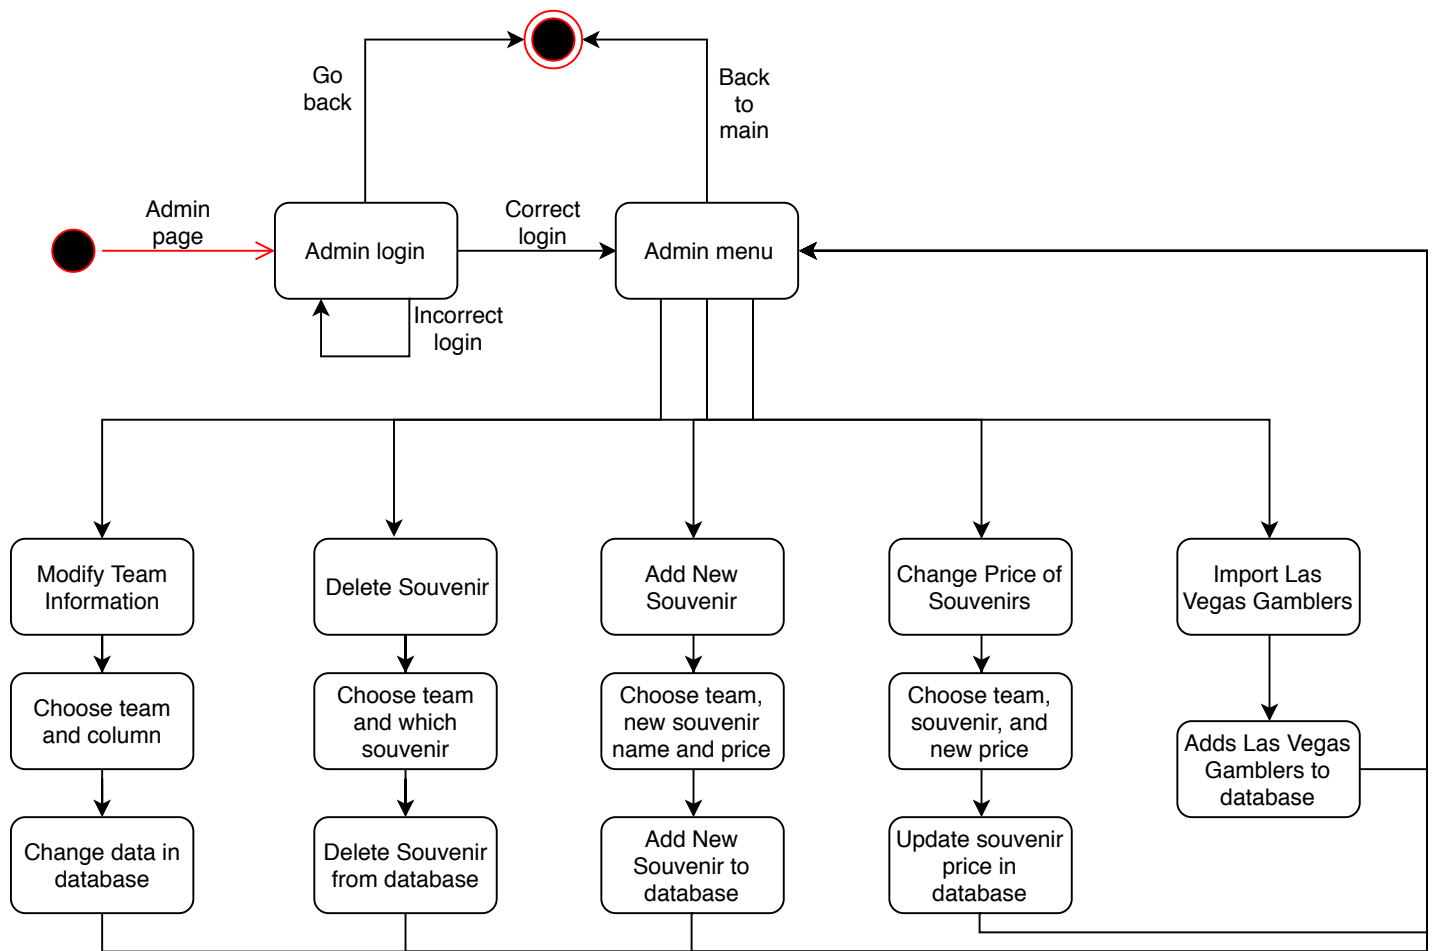 Go
back
Back
to
main
Admin
page
Admin login
Correct
login
Admin menu
Incorrect
login
Modify Team
Information
Delete Souvenir
Add New
Souvenir
Change Price of
Souvenirs
Import Las
Vegas Gamblers
Choose team
and column
Choose team
and which
souvenir
Choose team,
new souvenir
name and price
Choose team,
souvenir, and
new price
Adds Las Vegas
Gamblers to
database
Change data in
database
Delete Souvenir
from database
Add New
Souvenir to
database
Update souvenir
price in
database